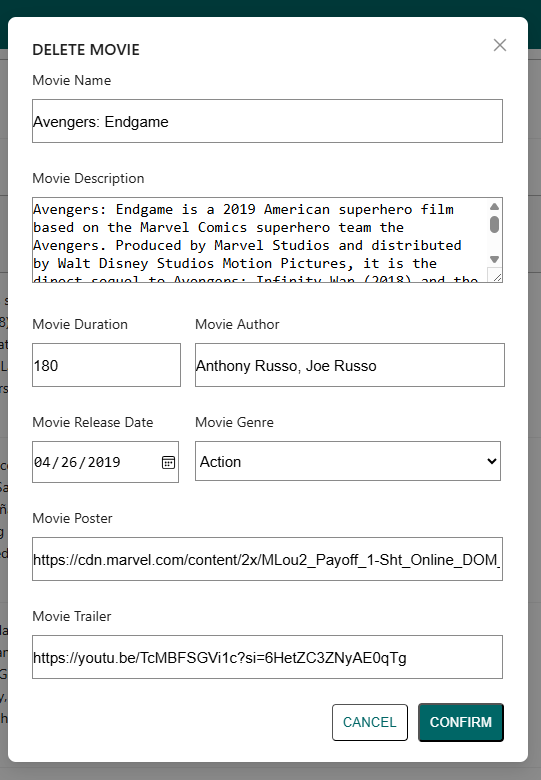 DELETE MOVIE
Movie Name
Avengers: Endgame
Movie Description
Avengers: Endgame is a 2019 American superhero film
based on the Marvel Comics superhero team the
Avengers. Produced by Marvel Studios and distributed
by Walt Disney Studios Motion Pictures, it is the
direct sequel to Avengers: Infinity War (2018) and the
Movie Duration
Movie Author
180
Anthony Russo, Joe Russo
Movie Release Date
Movie Genre
04/26/2019
Action
Movie Poster
https://cdn.marvel.com/content/2x/MLou2_Payoff_1-Sht_Online_DOM_
Movie Trailer
https://youtu.be/TcMBFSGVi1c?si=6HetZC3ZNyAE0qTg
CANCEL
CONFIRM